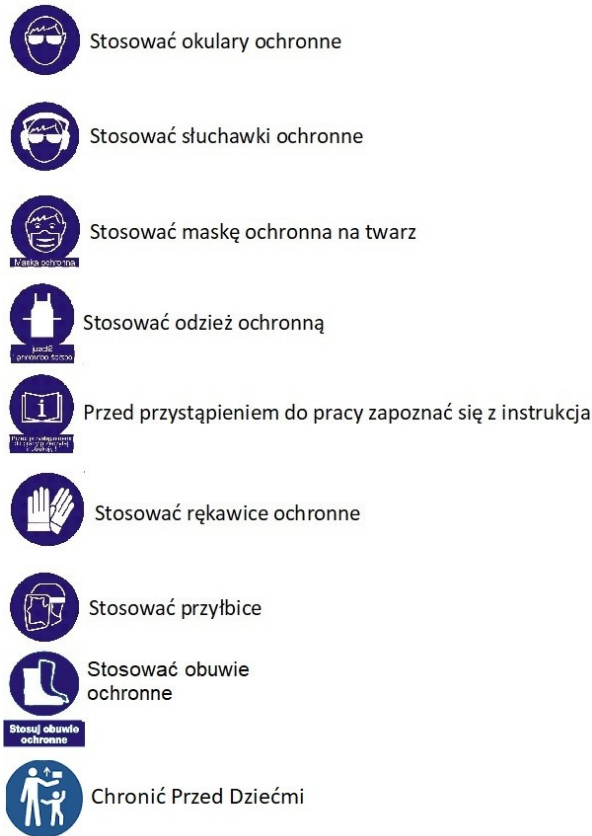 Stosować okulary ochronne
Stosować słuchawki ochronne
Stosować maskę ochronna na twarz
Maska ochronna
Stosować odzież ochronną
Przed przystąpieniem do pracy zapoznać się z instrukcja
Stosować rękawice ochronne
Stosować przyłbice
Stosować obuwie
ochronne
Stosuj obuwie
ochronne
Chronić Przed Dziećmi